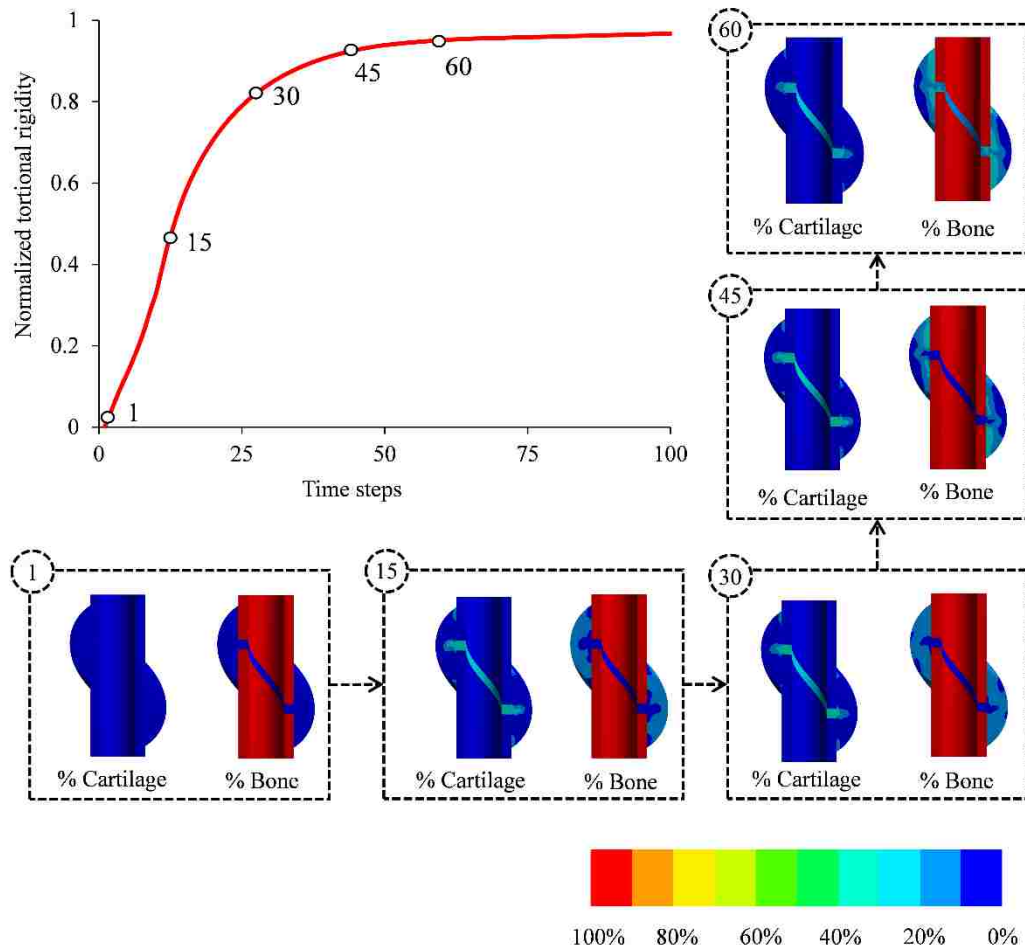 Normalized tortional rigidity
1
0.8
0.6
0.4
0.2
0
1
15
30
45
60
0 25 50 75 100
Time steps
60
% Cartilage % Bone
45
% Cartilage % Bone
1
% Cartilage % Bone
15
% Cartilage % Bone
30
% Cartilage % Bone
100% 80% 60% 40% 20% 0%